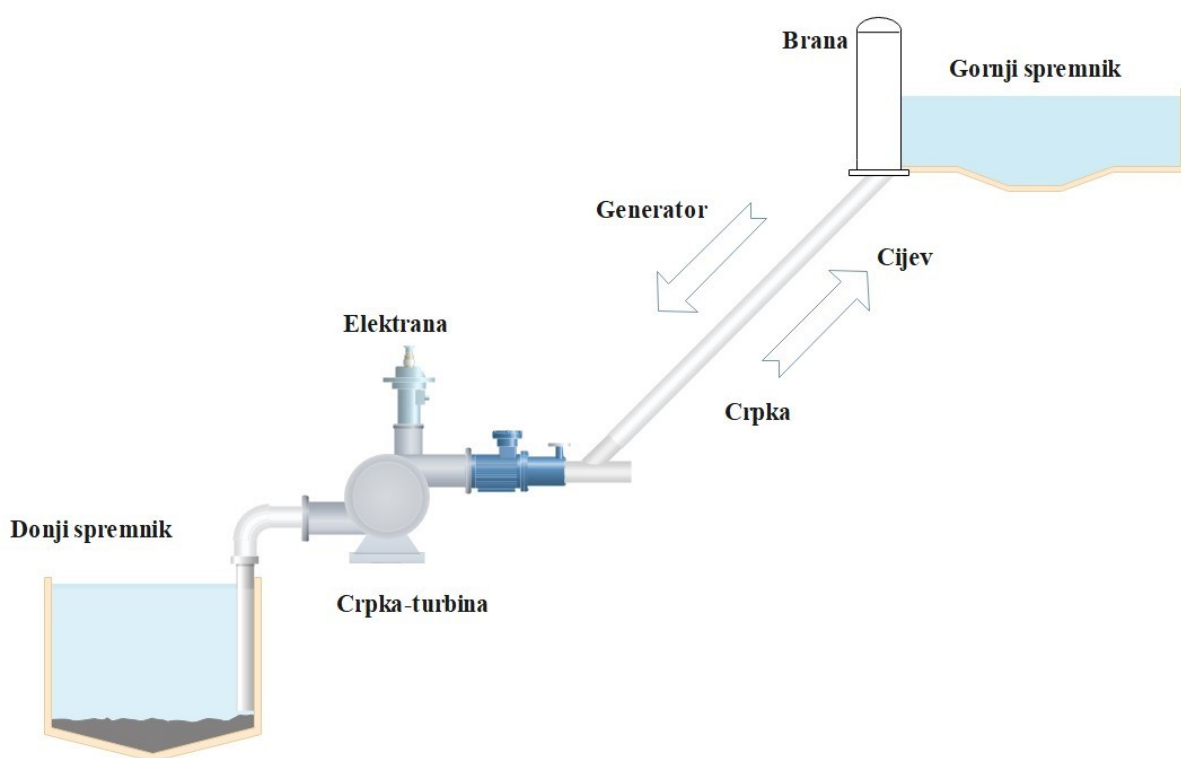 Brana
Gornji spremnik
Generator
Cijev
Elektrana
Crpka
Donji spremnik
Crpka-turbina